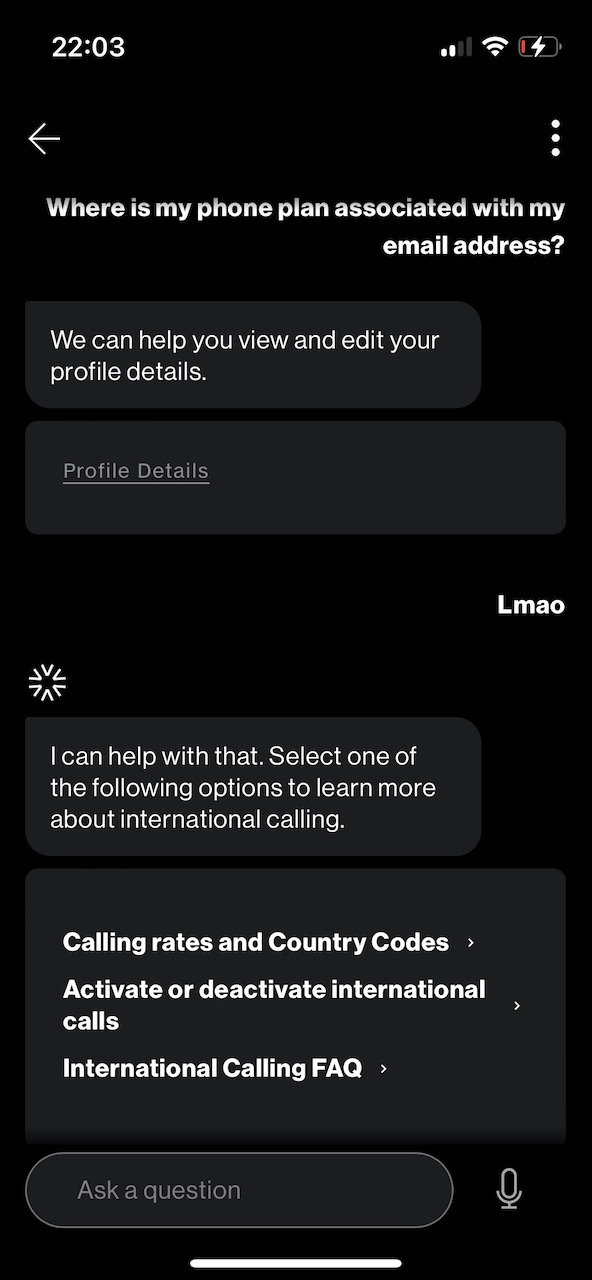 22:03
Where is my phone plan associated with my
email address?
We can help you view and edit your
profile details.
Profile Details
Lmao
I can help with that. Select one of
the following options to learn more
about international calling.
Calling rates and Country Codes
Activate or deactivate international
calls
International Calling FAQ
Ask a question